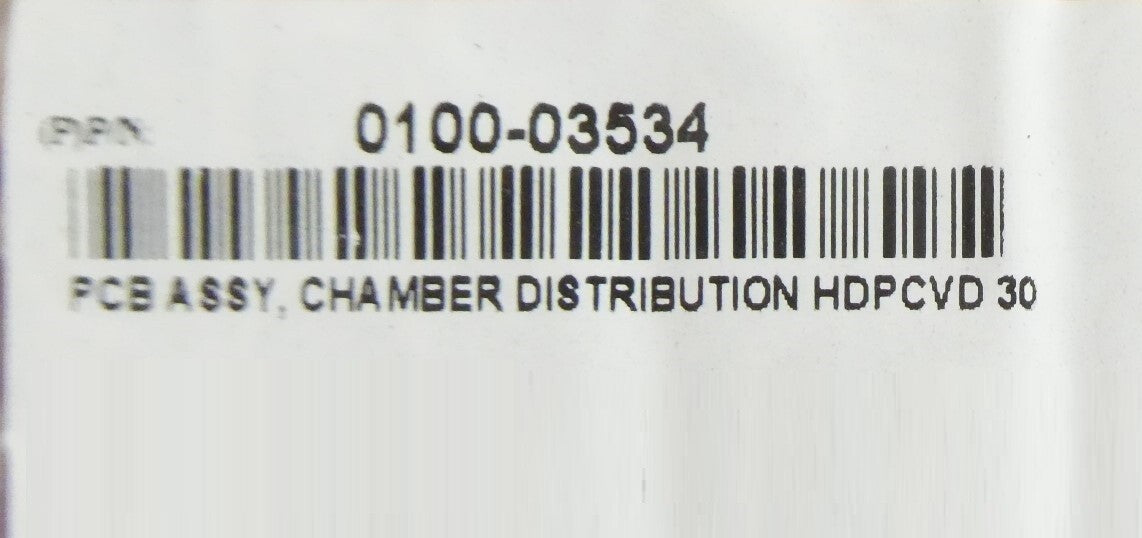 (P)P/N: 0100-03534
PCB ASSY, CHAMBER DISTRIBUTION HDPCVD 30